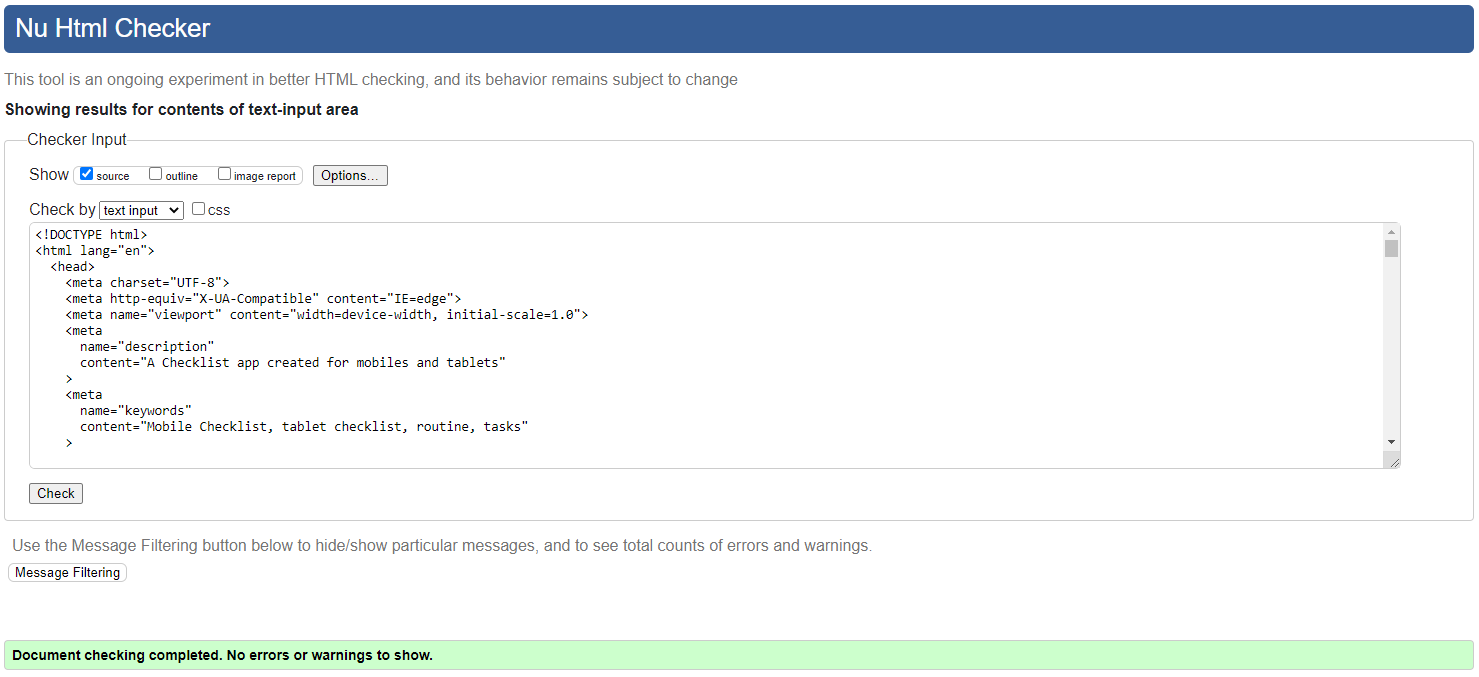 Nu Html Checker
This tool is an ongoing experiment in better HTML checking, and its behavior remains subject to change
Showing results for contents of text-input area
Checker Input
Show source outline image report Options...
Check by text input css
<!DOCTYPE html>
<html lang="en">
  <head>
    <meta charset="UTF-8">
    <meta http-equiv="X-UA-Compatible" content="IE=edge">
    <meta name="viewport" content="width=device-width, initial-scale=1.0">
    <meta
      name="description"
      content="A Checklist app created for mobiles and tablets"
    >
    <meta
      name="keywords"
      content="Mobile Checklist, tablet checklist, routine, tasks"
    >
Check
Use the Message Filtering button below to hide/show particular messages, and to see total counts of errors and warnings.
Message Filtering
Document checking completed. No errors or warnings to show.